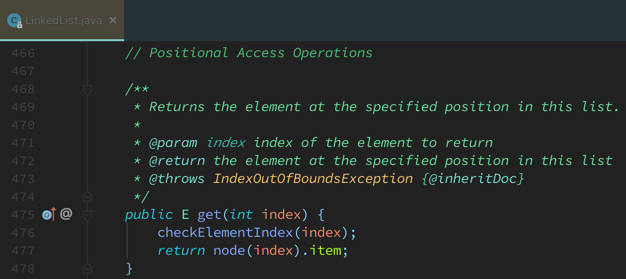 LinkedList.java
466 // Positional Access Operations
467
468 /**
469 * Returns the element at the specified position in this list.
470 *
471 * @param index index of the element to return
472 * @return the element at the specified position in this list
473 * @throws IndexOutOfBoundsException {@inheritDoc}
474 */
475 @ public E get(int index) {
476 checkElementIndex(index);
477 return node(index).item;
478 }